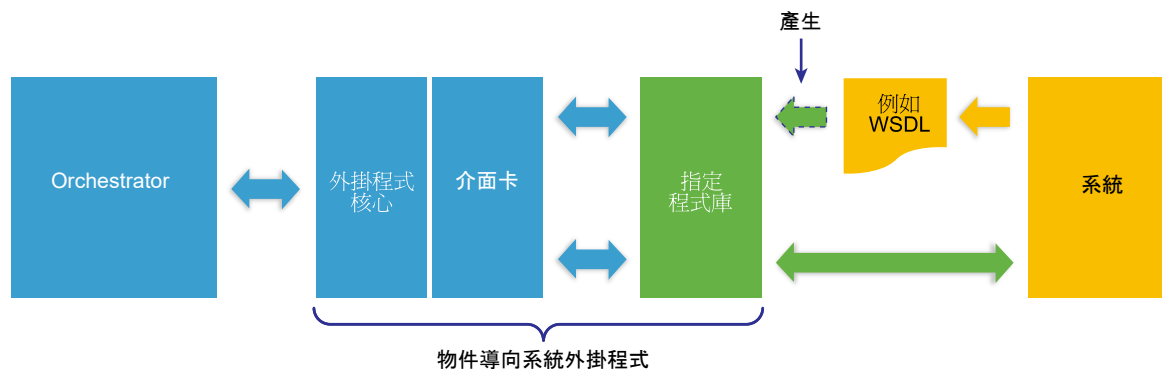 產生
Orchestrator
外掛程式
核心
介面卡
指定
程式庫
例如
WSDL
系統
物件導向系統外掛程式